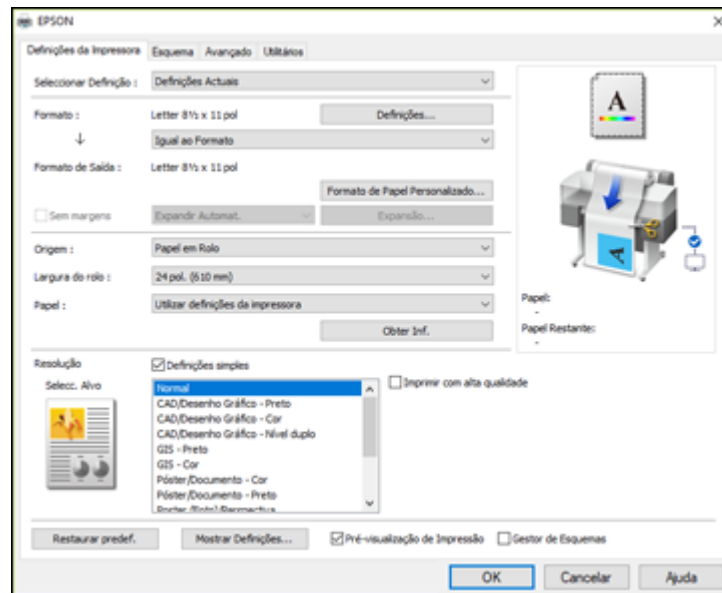 EPSON
Definições da Impressora Esquema Avançado Utilitários
Seleccionar Definição : Definições Actuais
Formato : Letter 8½ x 11 pol Definições...
Igual ao Formato
Formato de Saída : Letter 8½ x 11 pol
Formato de Papel Personalizado...
Sem margens Expandir Automat. Expansão...
Origem : Papel em Rolo
Largura do rolo : 24 pol. (610 mm)
Papel : Utilizar definições da impressora
Obter Inf.
A
A
Papel:
-
Papel Restante:
-
Resolução Definições simples
Selecc. Alvo
Normal
CAD/Desenho Gráfico - Preto
CAD/Desenho Gráfico - Cor
CAD/Desenho Gráfico - Nível duplo
GIS - Preto
GIS - Cor
Póster/Documento - Cor
Póster/Documento - Preto
Imprimir com alta qualidade
Restaurar predef. Mostrar Definições... Pré-visualização de Impressão Gestor de Esquemas
OK Cancelar Ajuda